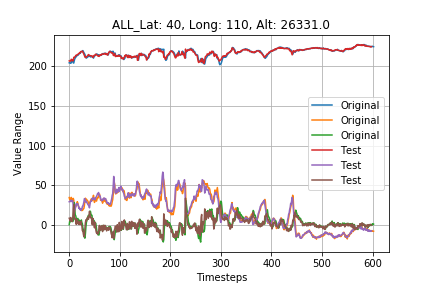 ALL_Lat: 40, Long: 110, Alt: 26331.0
200
150
100
50
0
Value Range
Original
Original
Original
Test
Test
Test
0
100
200
300
400
500
600
Timesteps